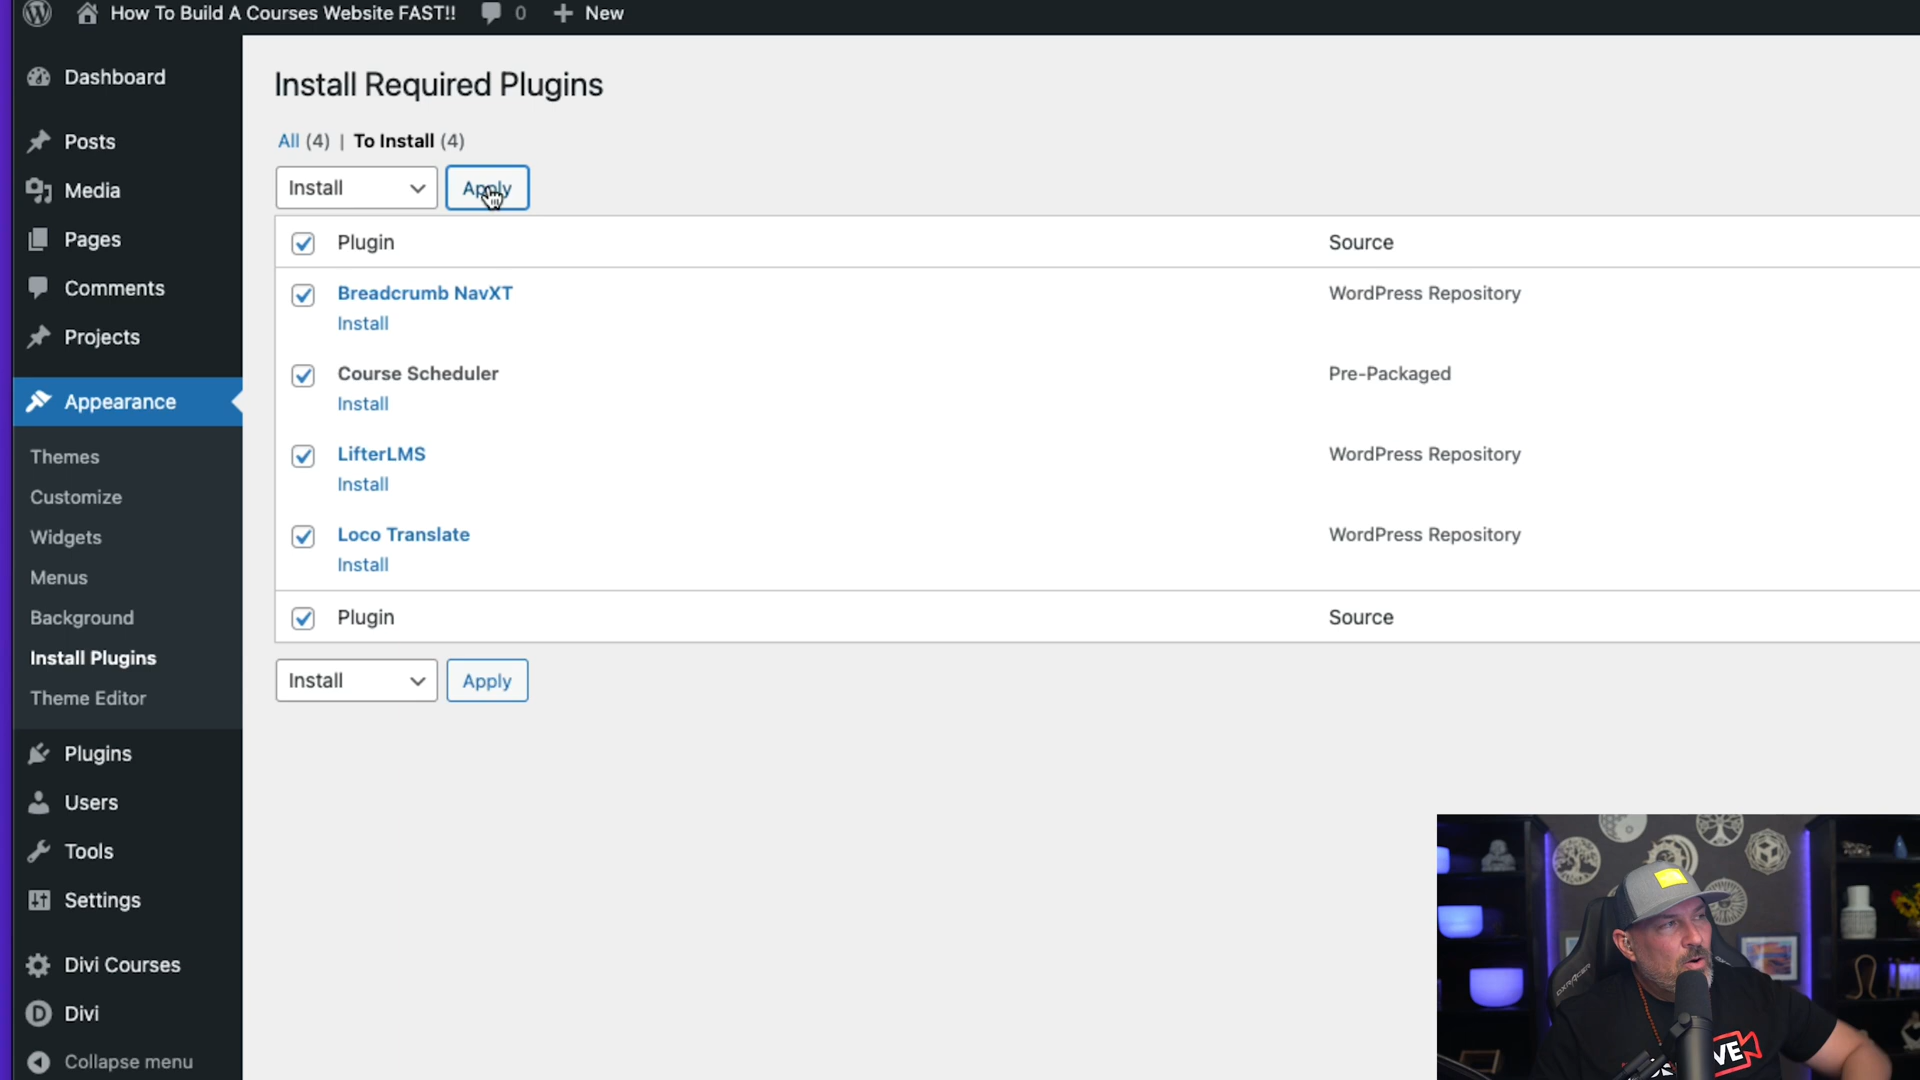 How To Build A Courses Website FAST!! 0 New
Dashboard
Posts
Media
Pages
Comments
Projects
Appearance
Themes
Customize
Widgets
Menus
Background
Install Plugins
Theme Editor
Plugins
Users
Tools
Settings
Divi Courses
Divi
Collapse menu
Install Required Plugins
All (4) | To Install (4)
Install Apply
Plugin Source
Breadcrumb NavXT WordPress Repository
Install
Course Scheduler Pre-Packaged
Install
LifterLMS WordPress Repository
Install
Loco Translate WordPress Repository
Install
Plugin Source
Install Apply
DXRACER